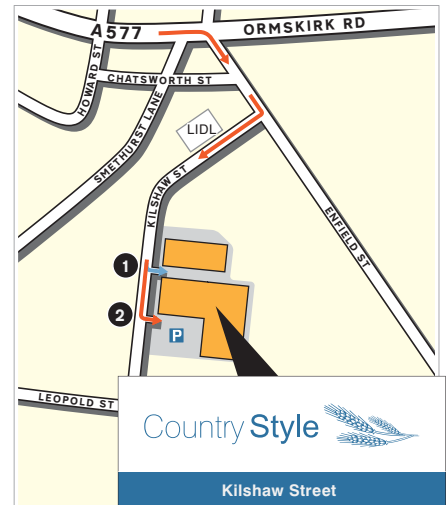 A577
ORMSKIRK RD
HOWARD ST
CHATSWORTH ST
SMETHURST LANE
LIDL
KILSHAW ST
ENFIELD ST
1
2
P
LEOPOLD ST
Country Style
Kilshaw Street